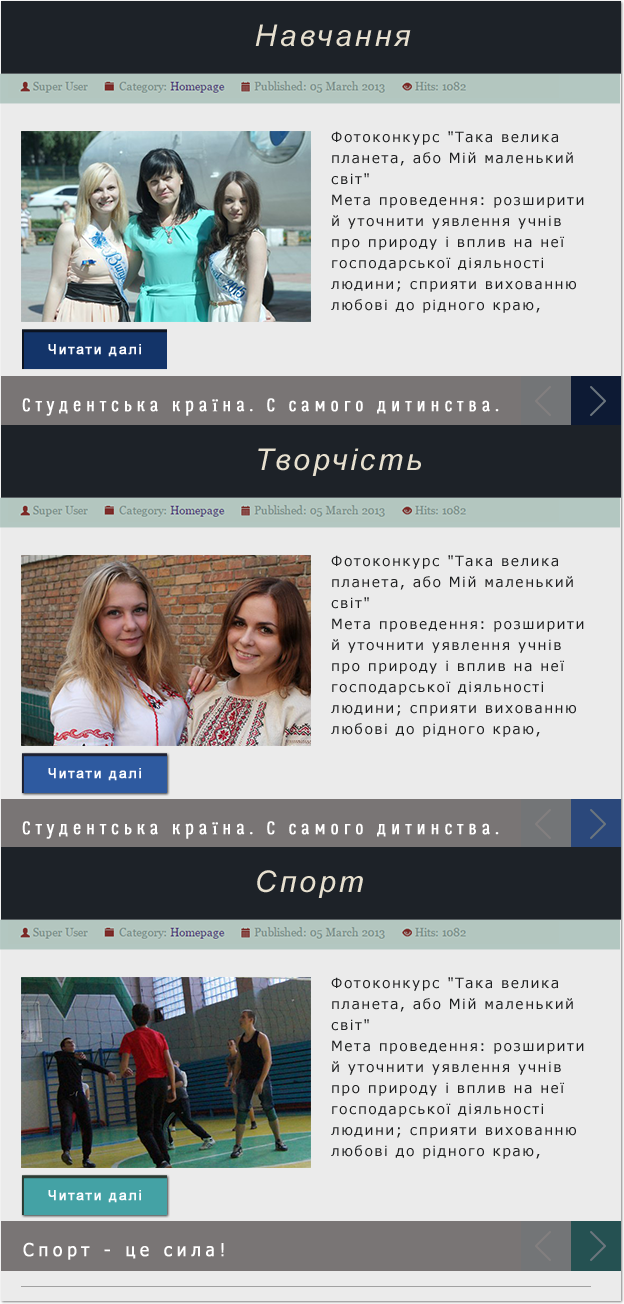 Навчання
Super User Category: Homepage Published: 05 March 2013 Hits: 1082
Фотоконкурс "Така велика
планета, або Мій маленький
світ"
Мета проведення: розширити
й уточнити уявлення учнів
про природу і вплив на неї
господарської діяльності
людини; сприяти вихованню
любові до рідного краю,
Читати далі
Студентська країна. С самого дитинства.
Творчість
Super User Category: Homepage Published: 05 March 2013 Hits: 1082
Фотоконкурс "Така велика
планета, або Мій маленький
світ"
Мета проведення: розширити
й уточнити уявлення учнів
про природу і вплив на неї
господарської діяльності
людини; сприяти вихованню
любові до рідного краю,
Читати далі
Студентська країна. С самого дитинства.
Спорт
Super User Category: Homepage Published: 05 March 2013 Hits: 1082
Фотоконкурс "Така велика
планета, або Мій маленький
світ"
Мета проведення: розширити
й уточнити уявлення учнів
про природу і вплив на неї
господарської діяльності
людини; сприяти вихованню
любові до рідного краю,
Читати далі
Спорт - це сила!